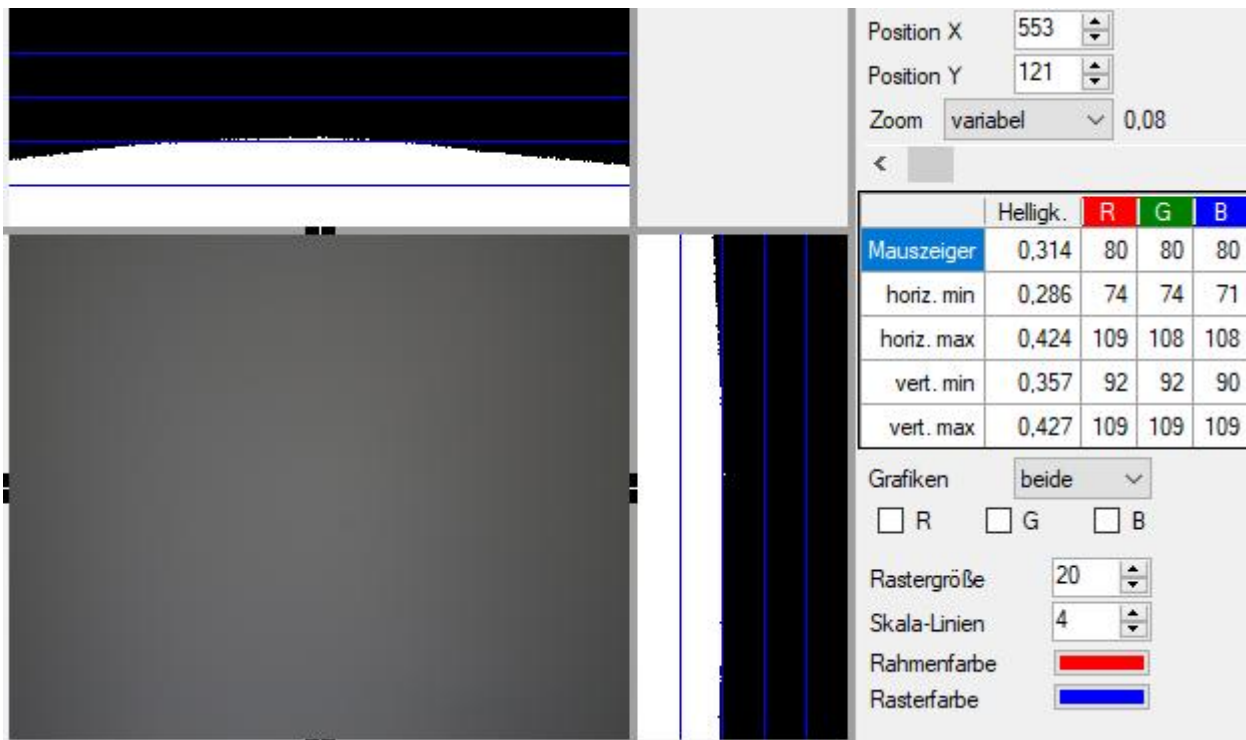 Position X 553
Position Y 121
Zoom variabel 0,08
Helligk. R G B
Mauszeiger 0,314 80 80 80
horiz. min 0,286 74 74 71
horiz. max 0,424 109 108 108
vert. min 0,357 92 92 90
vert. max 0,427 109 109 109
Grafiken beide
R G B
Rastergröße 20
Skala-Linien 4
Rahmenfarbe
Rasterfarbe